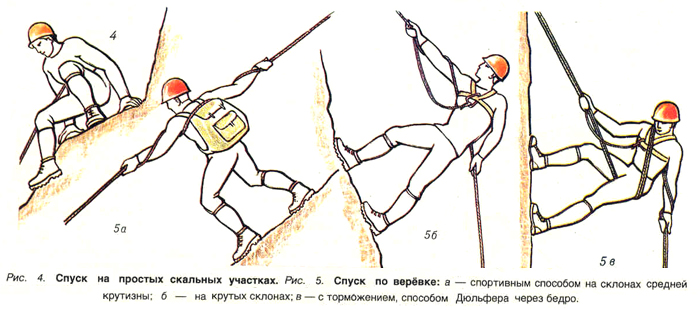 4
5а
5б
5в
Рис. 4. Спуск на простых скальных участках. Рис. 5. Спуск по верёвке: а — спортивным способом на склонах средней
крутизны; б — на крутых склонах; в — с торможением, способом Дюльфера через бедро.